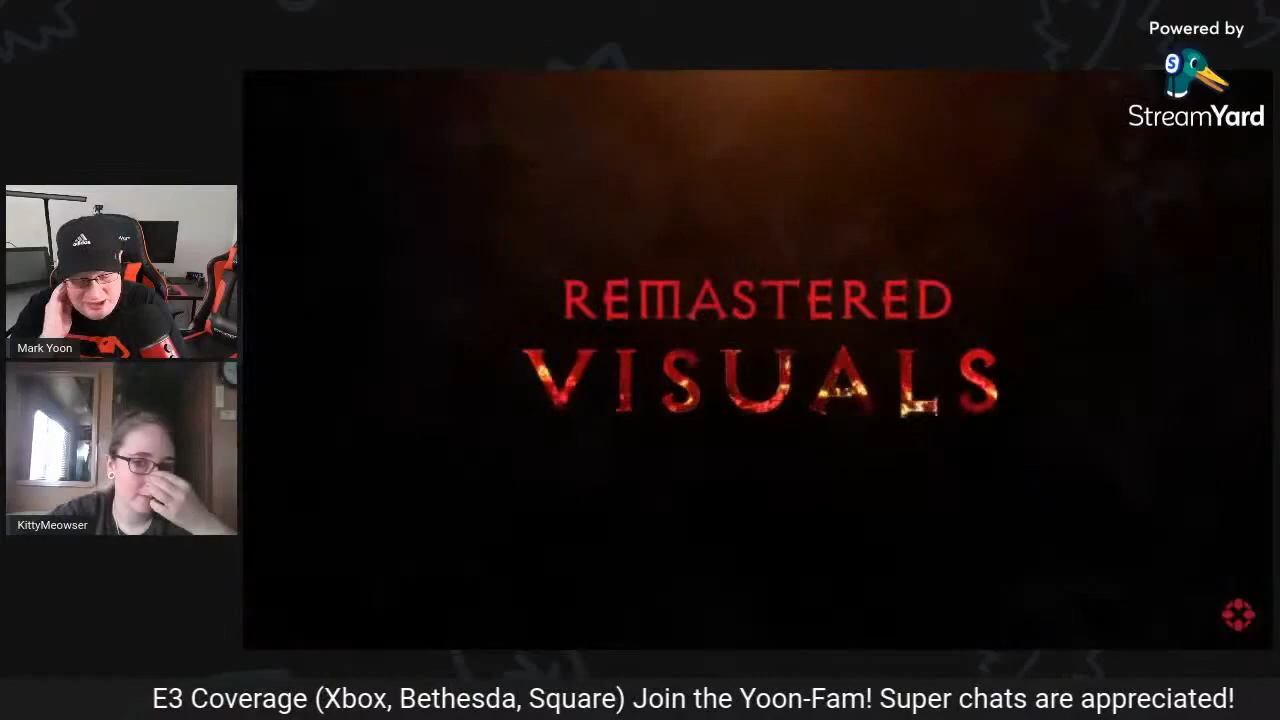 Powered by
StreamYard
REMASTERED
VISUALS
adidas
Mark Yoon
KittyMeowser
E3 Coverage (Xbox, Bethesda, Square) Join the Yoon-Fam! Super chats are appreciated!